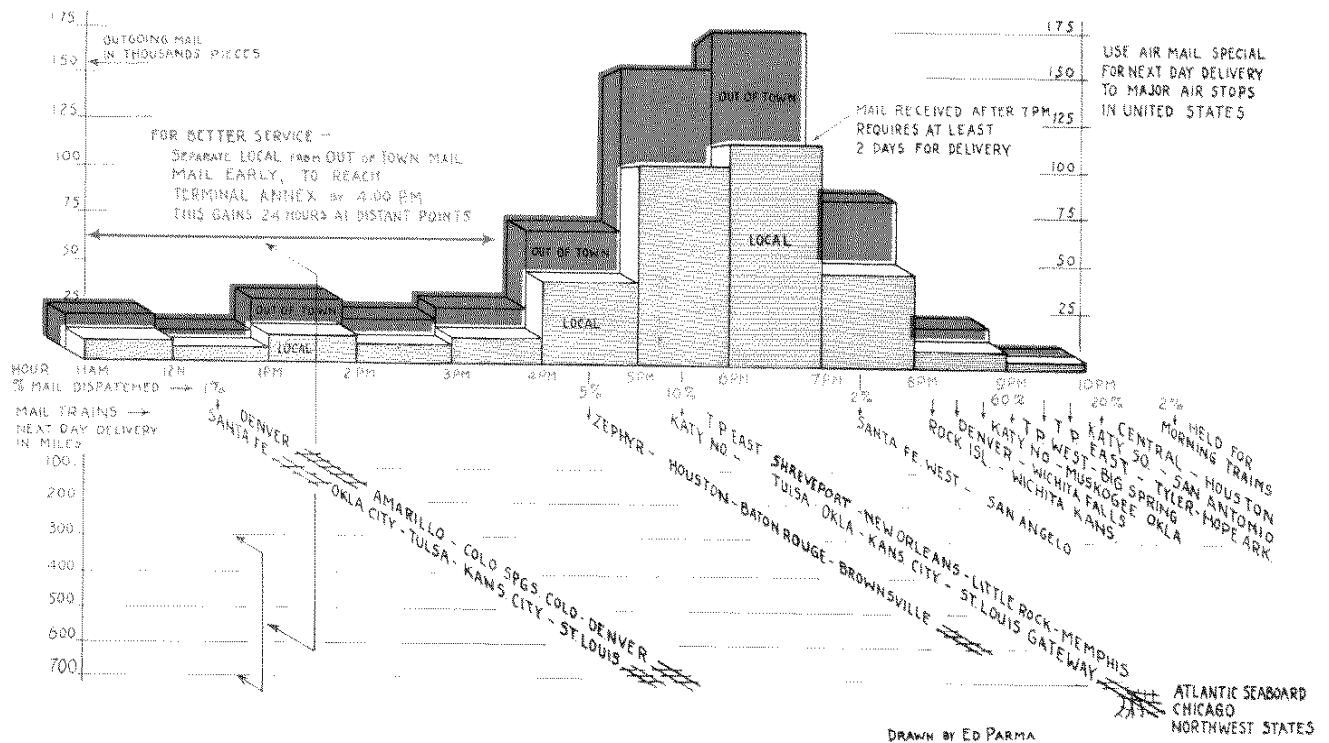 175
OUTGOING MAIL
IN THOUSANDS PIECES
150
125
100
75
50
25
FOR BETTER SERVICE —
SEPARATE LOCAL FROM OUT OF TOWN MAIL
MAIL EARLY, TO REACH
TERMINAL ANNEX BY 4:00 PM
THIS GAINS 24 HOURS AT DISTANT POINTS
OUT OF TOWN
LOCAL
OUT OF TOWN
LOCAL
OUT OF TOWN
LOCAL
175
150
125
100
75
50
25
USE AIR MAIL SPECIAL
FOR NEXT DAY DELIVERY
TO MAJOR AIR STOPS
IN UNITED STATES
MAIL RECEIVED AFTER 7 PM
REQUIRES AT LEAST
2 DAYS FOR DELIVERY
HOUR 11AM 12N 1PM 2PM 3PM 4PM 5PM 6PM 7PM 8PM 9PM 10PM
% MAIL DISPATCHED → 1% 5% 10% 2% 60% 20% 2%
MAIL TRAINS →
NEXT DAY DELIVERY
IN MILES
100
200
300
400
500
600
700
DENVER AMARILLO - COLO SPGS. COLO - DENVER
SANTA FE - OKLA CITY - TULSA - KANS CITY - ST. LOUIS
ZEPHYR - HOUSTON - BATON ROUGE - BROWNSVILLE
T P EAST SHREVEPORT - NEW ORLEANS - LITTLE ROCK - MEMPHIS
KATY NO - TULSA - OKLA - KANS CITY - ST. LOUIS GATEWAY
SANTA FE. WEST - SAN ANGELO
ROCK ISL - WICHITA KANS.
DENVER - WICHITA FALLS
KATY NO - MUSKOGEE OKLA
T P WEST - BIG SPRING
T P EAST - TYLER - HOPE ARK.
KATY SO. - SAN ANTONIO
CENTRAL - HOUSTON
HELD FOR
MORNING TRAINS
ATLANTIC SEABOARD
CHICAGO
NORTHWEST STATES
DRAWN BY ED PARMA